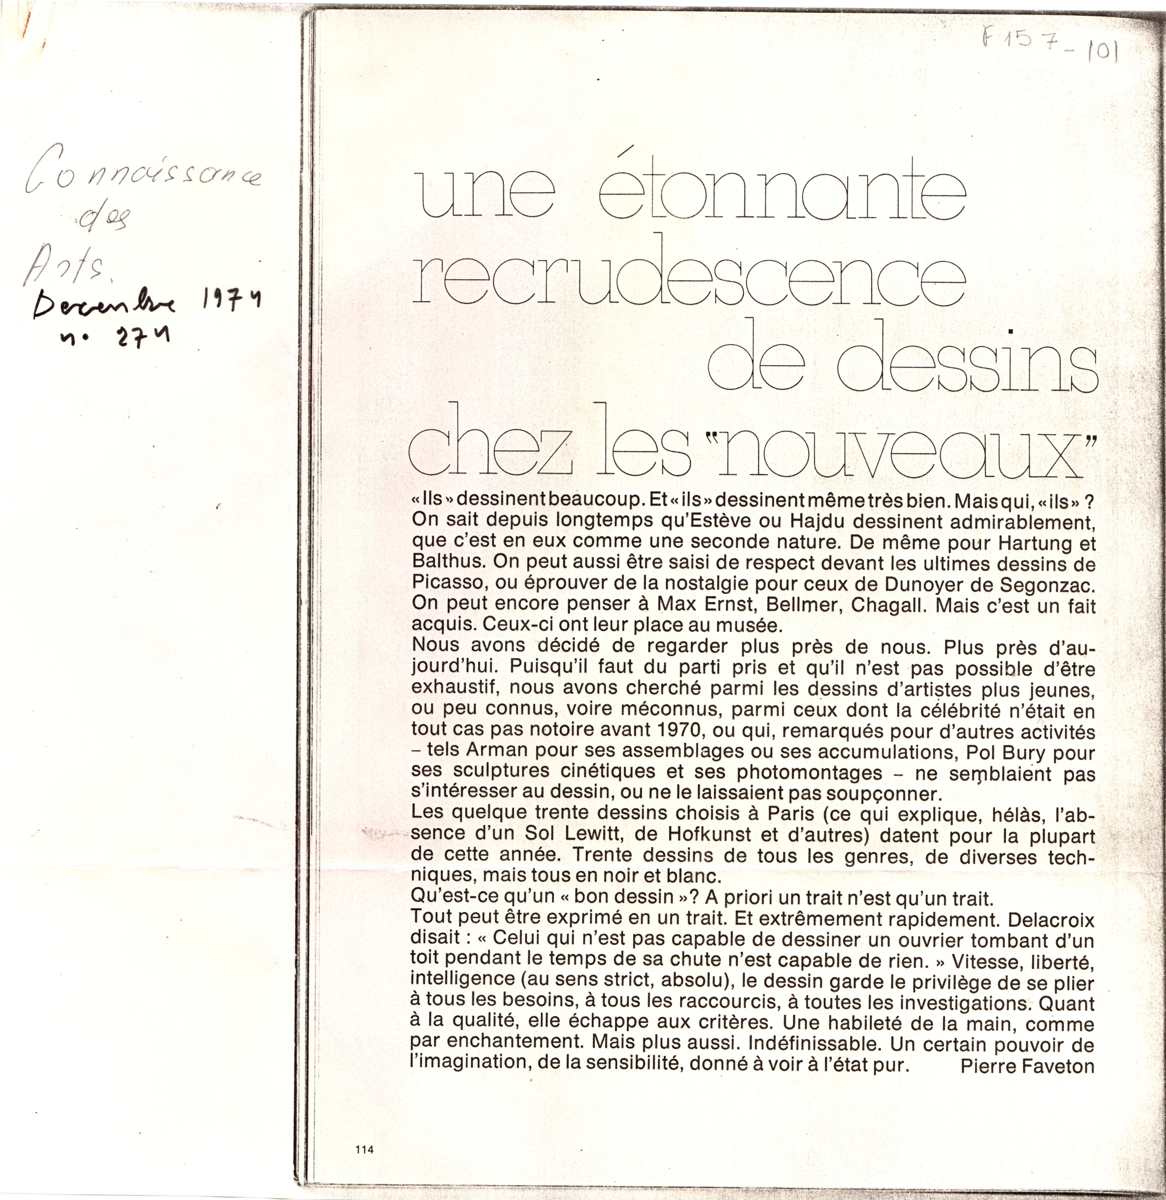 F 157-101
Connaissance
des
Arts.
Decembre 1974
n. 274
une étonnante
recrudescence
de dessins
chez les "nouveaux"
«Ils» dessinent beaucoup. Et «ils» dessinent même très bien. Mais qui, «ils» ?
On sait depuis longtemps qu'Estève ou Hajdu dessinent admirablement,
que c'est en eux comme une seconde nature. De même pour Hartung et
Balthus. On peut aussi être saisi de respect devant les ultimes dessins de
Picasso, ou éprouver de la nostalgie pour ceux de Dunoyer de Segonzac.
On peut encore penser à Max Ernst, Bellmer, Chagall. Mais c'est un fait
acquis. Ceux-ci ont leur place au musée.
Nous avons décidé de regarder plus près de nous. Plus près d'au-
jourd'hui. Puisqu'il faut du parti pris et qu'il n'est pas possible d'être
exhaustif, nous avons cherché parmi les dessins d'artistes plus jeunes,
ou peu connus, voire méconnus, parmi ceux dont la célébrité n'était en
tout cas pas notoire avant 1970, ou qui, remarqués pour d'autres activités
– tels Arman pour ses assemblages ou ses accumulations, Pol Bury pour
ses sculptures cinétiques et ses photomontages – ne semblaient pas
s'intéresser au dessin, ou ne le laissaient pas soupçonner.
Les quelque trente dessins choisis à Paris (ce qui explique, hélàs, l'ab-
sence d'un Sol Lewitt, de Hofkunst et d'autres) datent pour la plupart
de cette année. Trente dessins de tous les genres, de diverses tech-
niques, mais tous en noir et blanc.
Qu'est-ce qu'un « bon dessin »? A priori un trait n'est qu'un trait.
Tout peut être exprimé en un trait. Et extrêmement rapidement. Delacroix
disait : « Celui qui n'est pas capable de dessiner un ouvrier tombant d'un
toit pendant le temps de sa chute n'est capable de rien. » Vitesse, liberté,
intelligence (au sens strict, absolu), le dessin garde le privilège de se plier
à tous les besoins, à tous les raccourcis, à toutes les investigations. Quant
à la qualité, elle échappe aux critères. Une habileté de la main, comme
par enchantement. Mais plus aussi. Indéfinissable. Un certain pouvoir de
l'imagination, de la sensibilité, donné à voir à l'état pur. Pierre Faveton
114